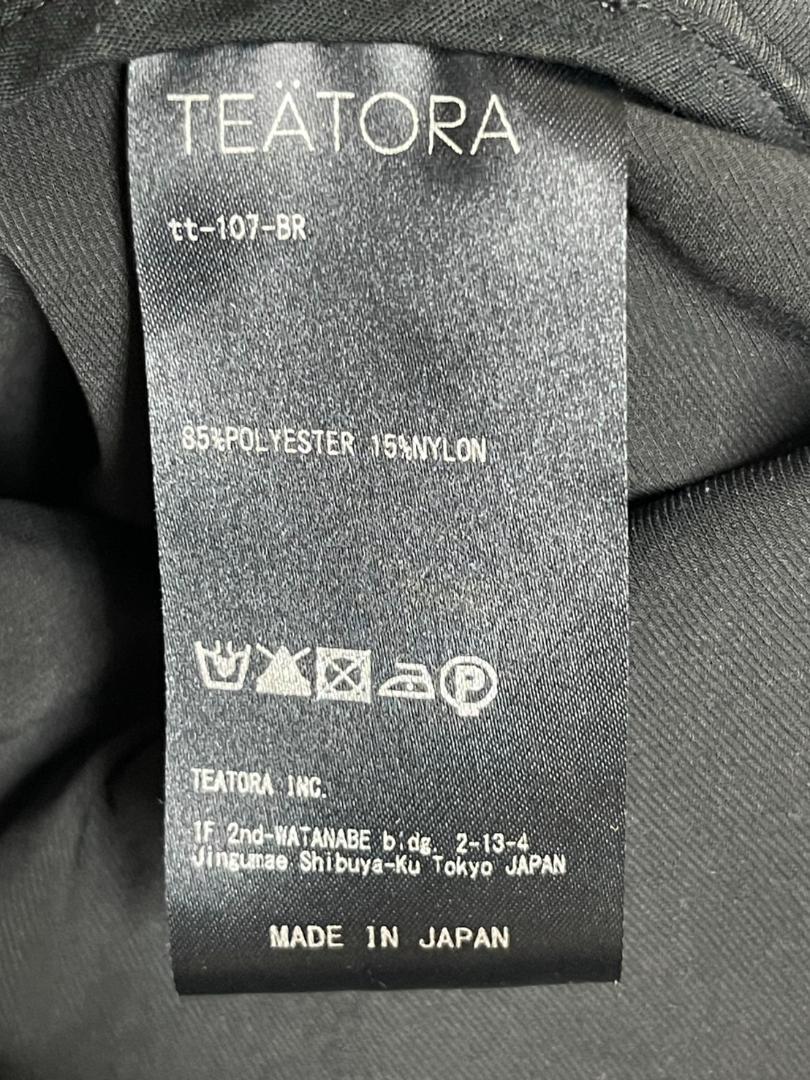 TEÄTORA
tt-107-BR
85%POLYESTER 15%NYLON
P
TEATORA INC.
1F 2nd-WATANABE bldg. 2-13-4
Jingumae Shibuya-Ku Tokyo JAPAN
MADE IN JAPAN